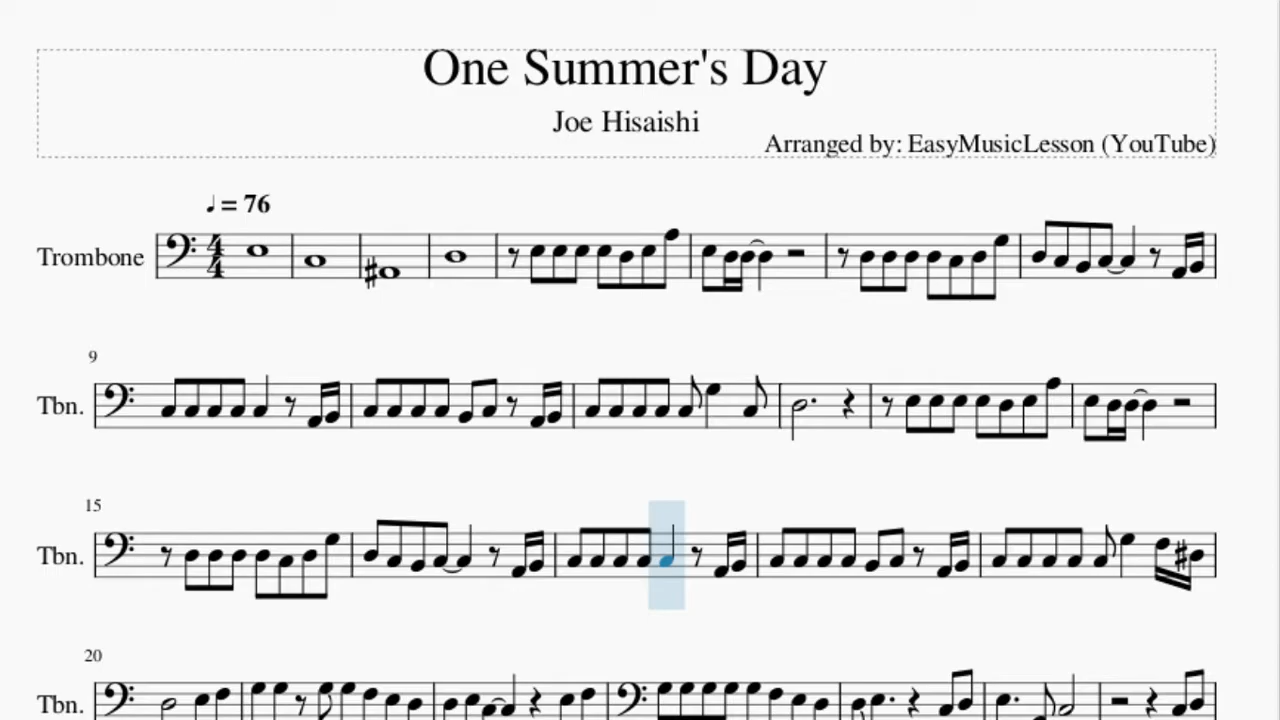 One Summer's Day
Joe Hisaishi
Arranged by: EasyMusicLesson (YouTube)
♩ = 76
Trombone
4
4
9
Tbn.
15
Tbn.
20
Tbn.